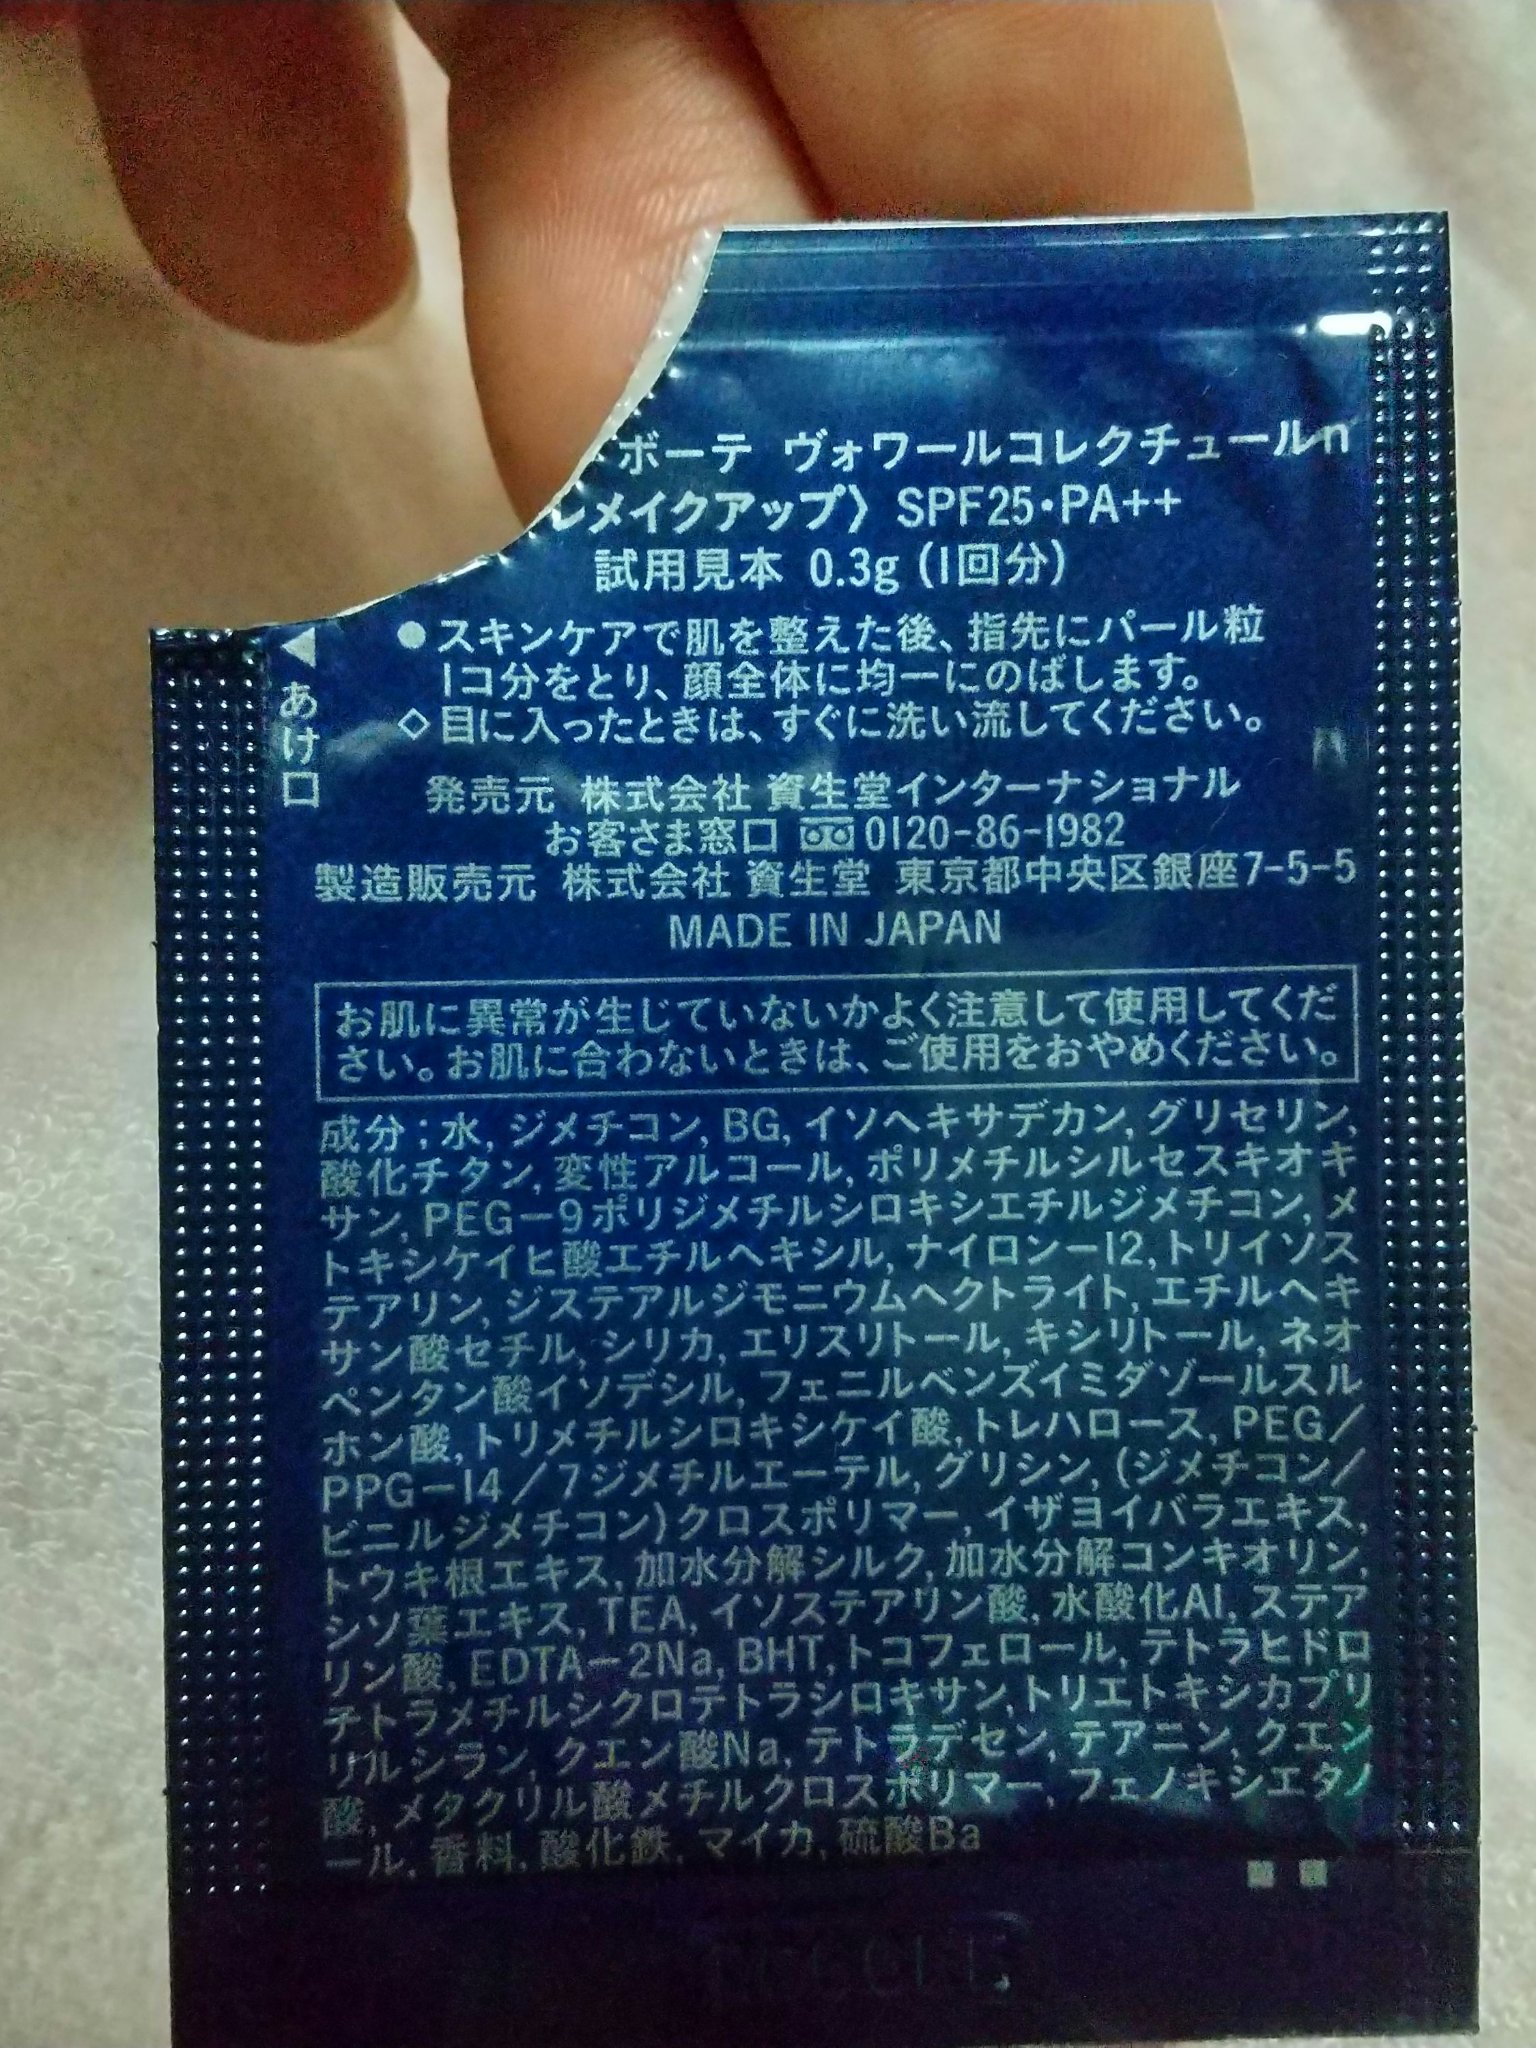 ボーテ ヴォワールコレクチュールn
レメイクアップ〉 SPF25・PA++
試用見本 0.3g (1回分)
●スキンケアで肌を整えた後、指先にパール粒
1コ分をとり、顔全体に均一にのばします。
◇目に入ったときは、すぐに洗い流してください。
◀あけ口
発売元 株式会社 資生堂インターナショナル
お客さま窓口 0120-86-1982
製造販売元 株式会社 資生堂 東京都中央区銀座7-5-5
MADE IN JAPAN
お肌に異常が生じていないかよく注意して使用してくだ
さい。お肌に合わないときは、ご使用をおやめください。
成分：水, ジメチコン, BG, イソヘキサデカン, グリセリン,
酸化チタン, 変性アルコール, ポリメチルシルセスキオキ
サン, PEG－9ポリジメチルシロキシエチルジメチコン, メ
トキシケイヒ酸エチルヘキシル, ナイロン－12, トリイソス
テアリン, ジステアルジモニウムヘクトライト, エチルヘキ
サン酸セチル, シリカ, エリスリトール, キシリトール, ネオ
ペンタン酸イソデシル, フェニルベンズイミダゾールスル
ホン酸, トリメチルシロキシケイ酸, トレハロース, PEG／
PPG－14／7ジメチルエーテル, グリシン, (ジメチコン／
ビニルジメチコン)クロスポリマー, イザヨイバラエキス,
トウキ根エキス, 加水分解シルク, 加水分解コンキオリン,
シソ葉エキス, TEA, イソステアリン酸, 水酸化Al, ステア
リン酸, EDTA－2Na, BHT, トコフェロール, テトラヒドロ
テトラメチルシクロテトラシロキサン, トリエトキシカプリ
リルシラン, クエン酸Na, テトラデセン, テアニン, クエン
酸, メタクリル酸メチルクロスポリマー, フェノキシエタノ
ール, 香料, 酸化鉄, マイカ, 硫酸Ba